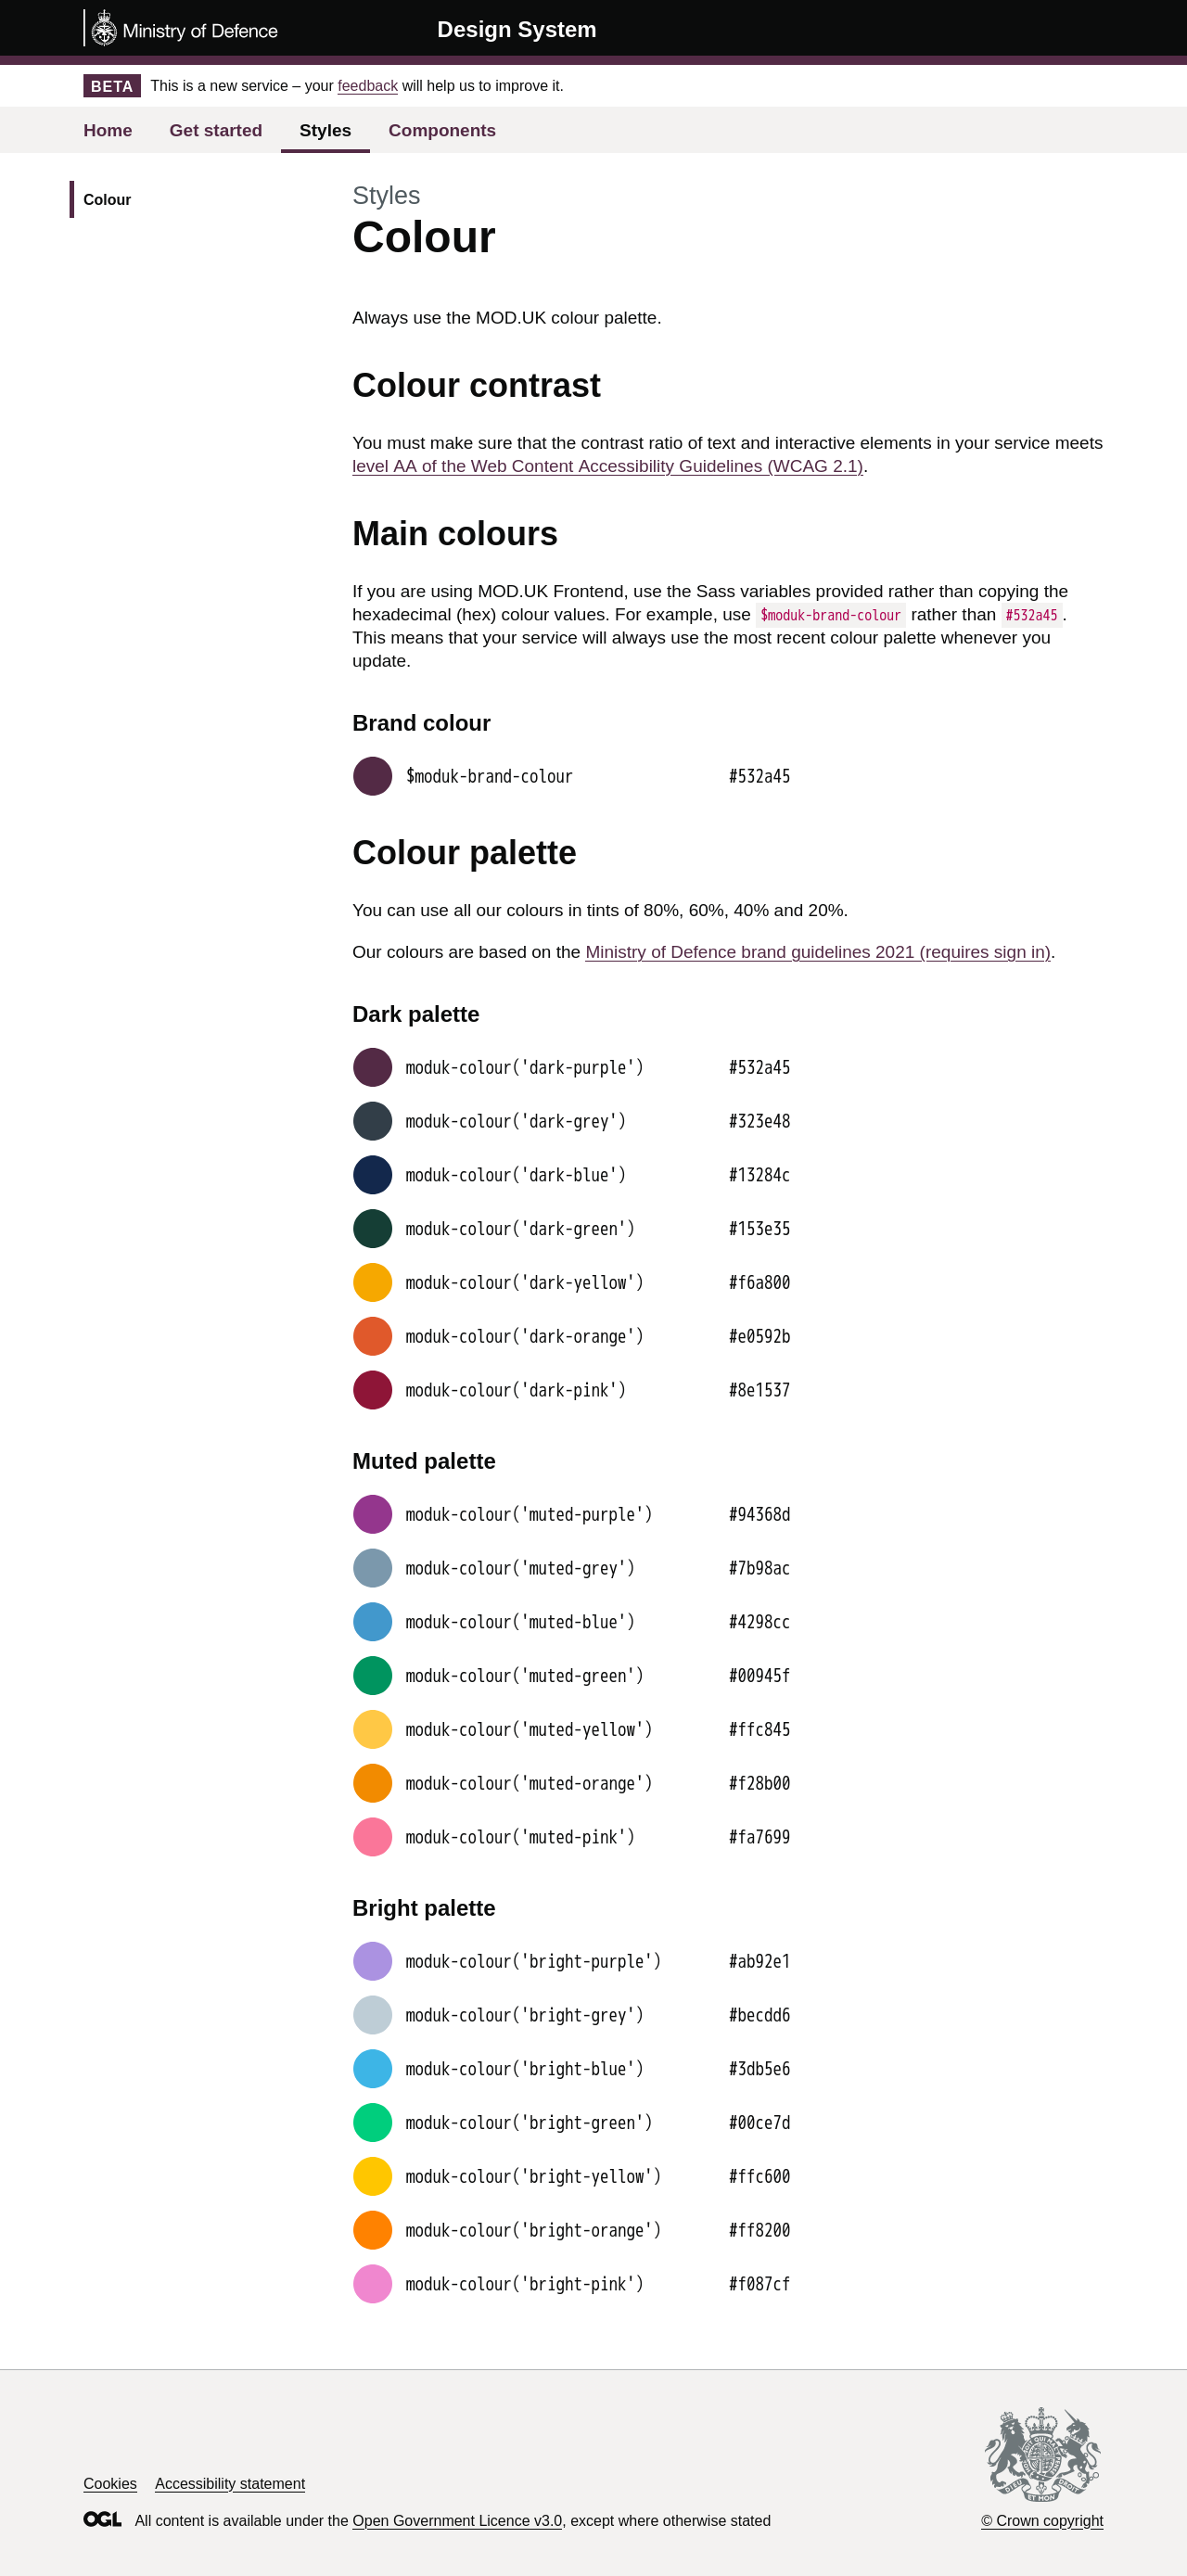 Ministry of Defence
Design System
BETA This is a new service – your feedback will help us to improve it.
Home Get started Styles Components
Colour
Styles
Colour
Always use the MOD.UK colour palette.
Colour contrast
You must make sure that the contrast ratio of text and interactive elements in your service meets
level AA of the Web Content Accessibility Guidelines (WCAG 2.1).
Main colours
If you are using MOD.UK Frontend, use the Sass variables provided rather than copying the
hexadecimal (hex) colour values. For example, use $moduk-brand-colour rather than #532a45.
This means that your service will always use the most recent colour palette whenever you
update.
Brand colour
$moduk-brand-colour #532a45
Colour palette
You can use all our colours in tints of 80%, 60%, 40% and 20%.
Our colours are based on the Ministry of Defence brand guidelines 2021 (requires sign in).
Dark palette
moduk-colour('dark-purple') #532a45
moduk-colour('dark-grey') #323e48
moduk-colour('dark-blue') #13284c
moduk-colour('dark-green') #153e35
moduk-colour('dark-yellow') #f6a800
moduk-colour('dark-orange') #e0592b
moduk-colour('dark-pink') #8e1537
Muted palette
moduk-colour('muted-purple') #94368d
moduk-colour('muted-grey') #7b98ac
moduk-colour('muted-blue') #4298cc
moduk-colour('muted-green') #00945f
moduk-colour('muted-yellow') #ffc845
moduk-colour('muted-orange') #f28b00
moduk-colour('muted-pink') #fa7699
Bright palette
moduk-colour('bright-purple') #ab92e1
moduk-colour('bright-grey') #becdd6
moduk-colour('bright-blue') #3db5e6
moduk-colour('bright-green') #00ce7d
moduk-colour('bright-yellow') #ffc600
moduk-colour('bright-orange') #ff8200
moduk-colour('bright-pink') #f087cf
Cookies Accessibility statement
OGL All content is available under the Open Government Licence v3.0, except where otherwise stated
DIEU ET MON DROIT
© Crown copyright